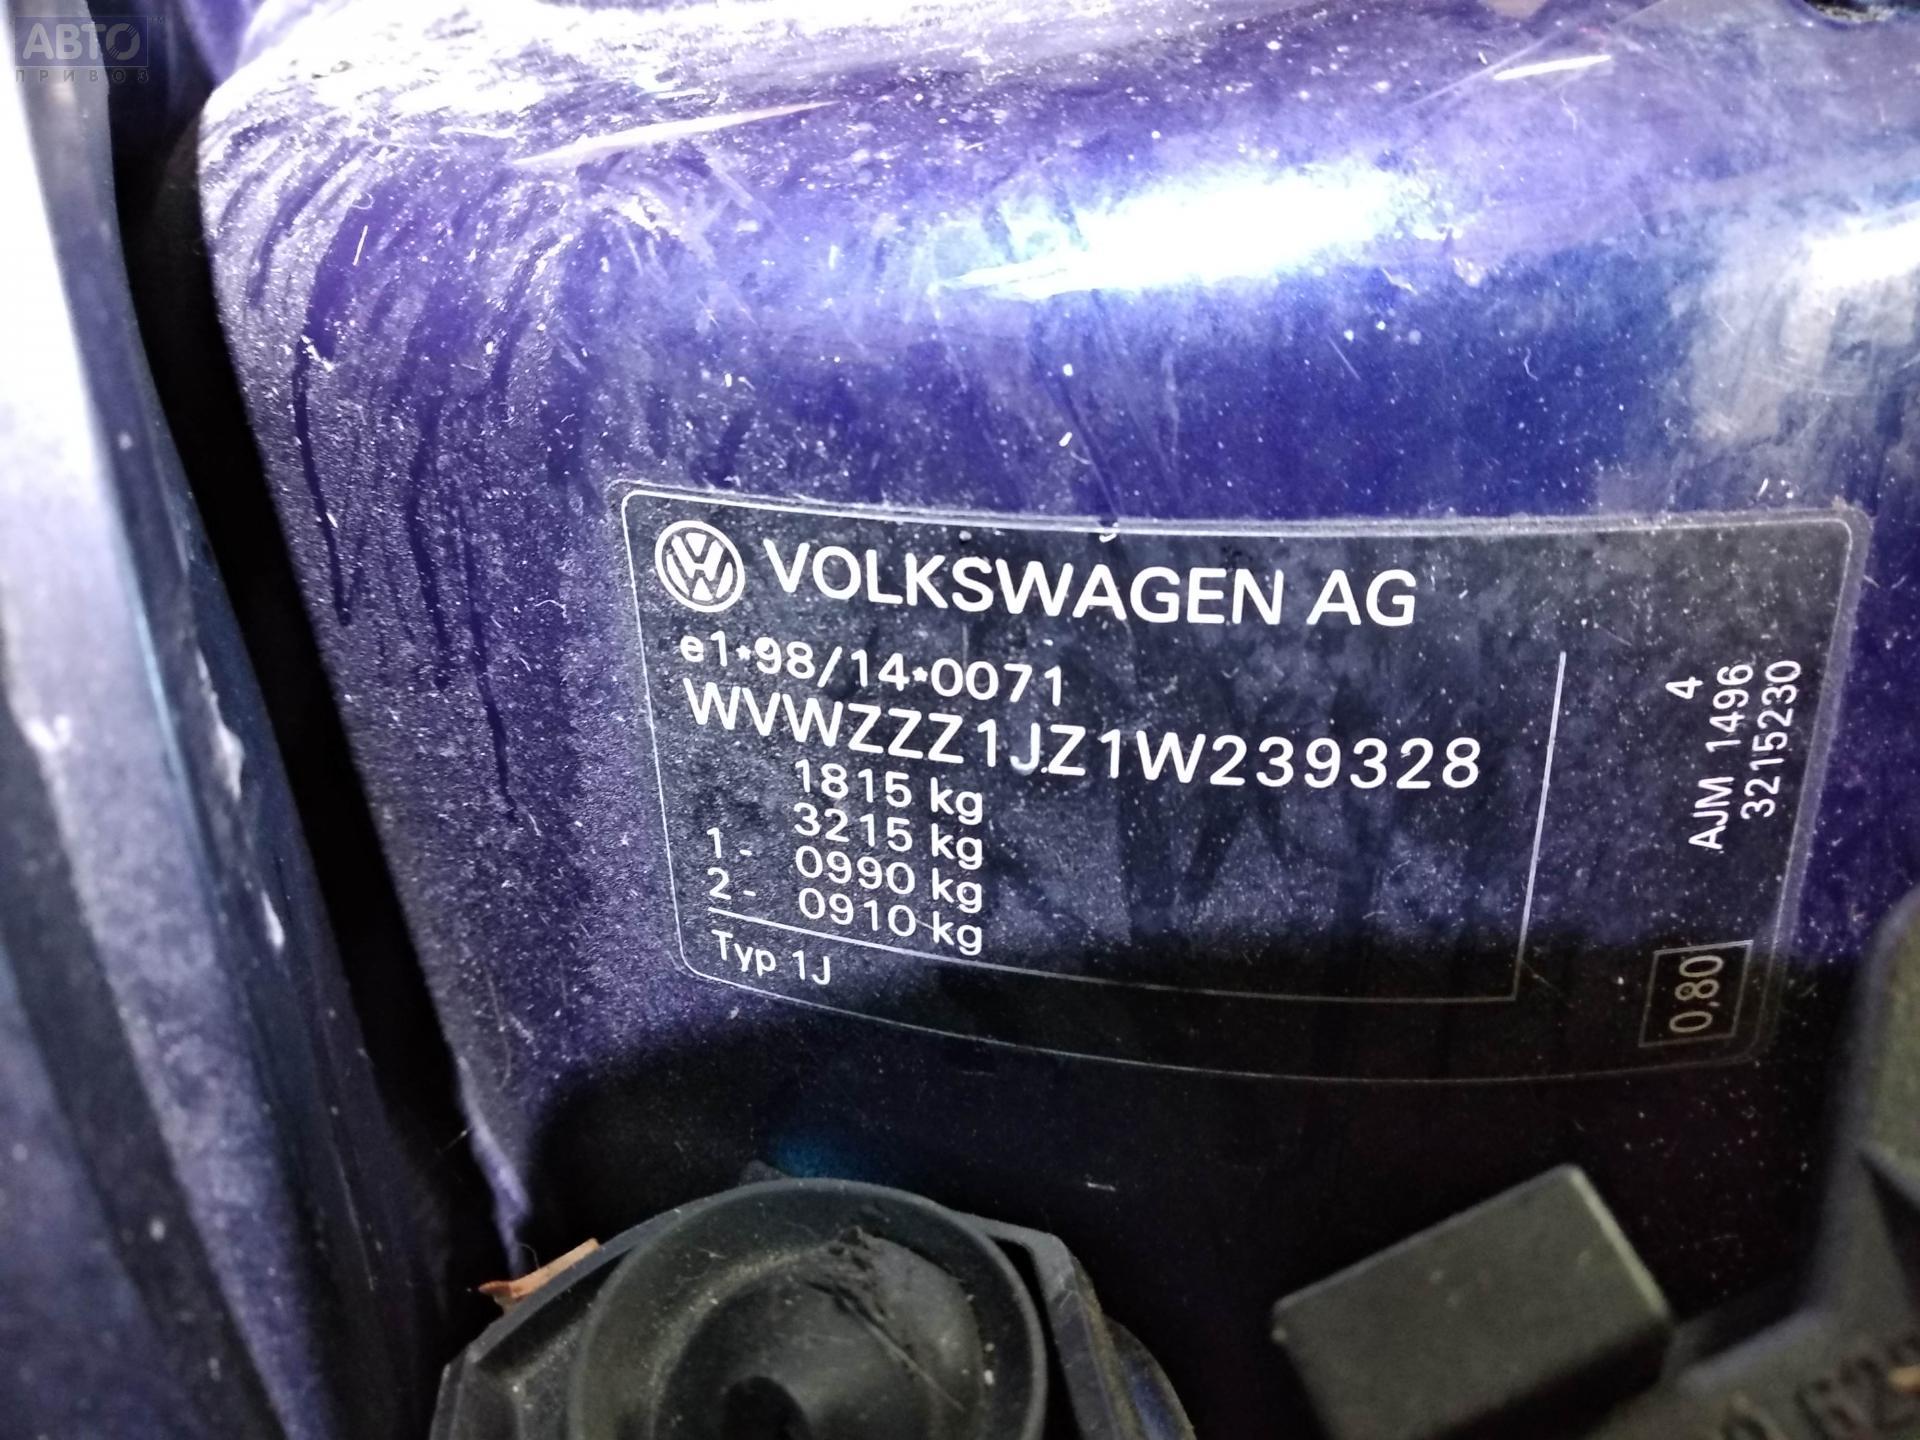 АВТО
ПРИВОЗ
VOLKSWAGEN AG
e1*98/14*0071
WVWZZZ1JZ1W239328
1815 kg
3215 kg
1- 0990 kg
2- 0910 kg
Typ 1J
4
AJM 1496
3215230
0,80